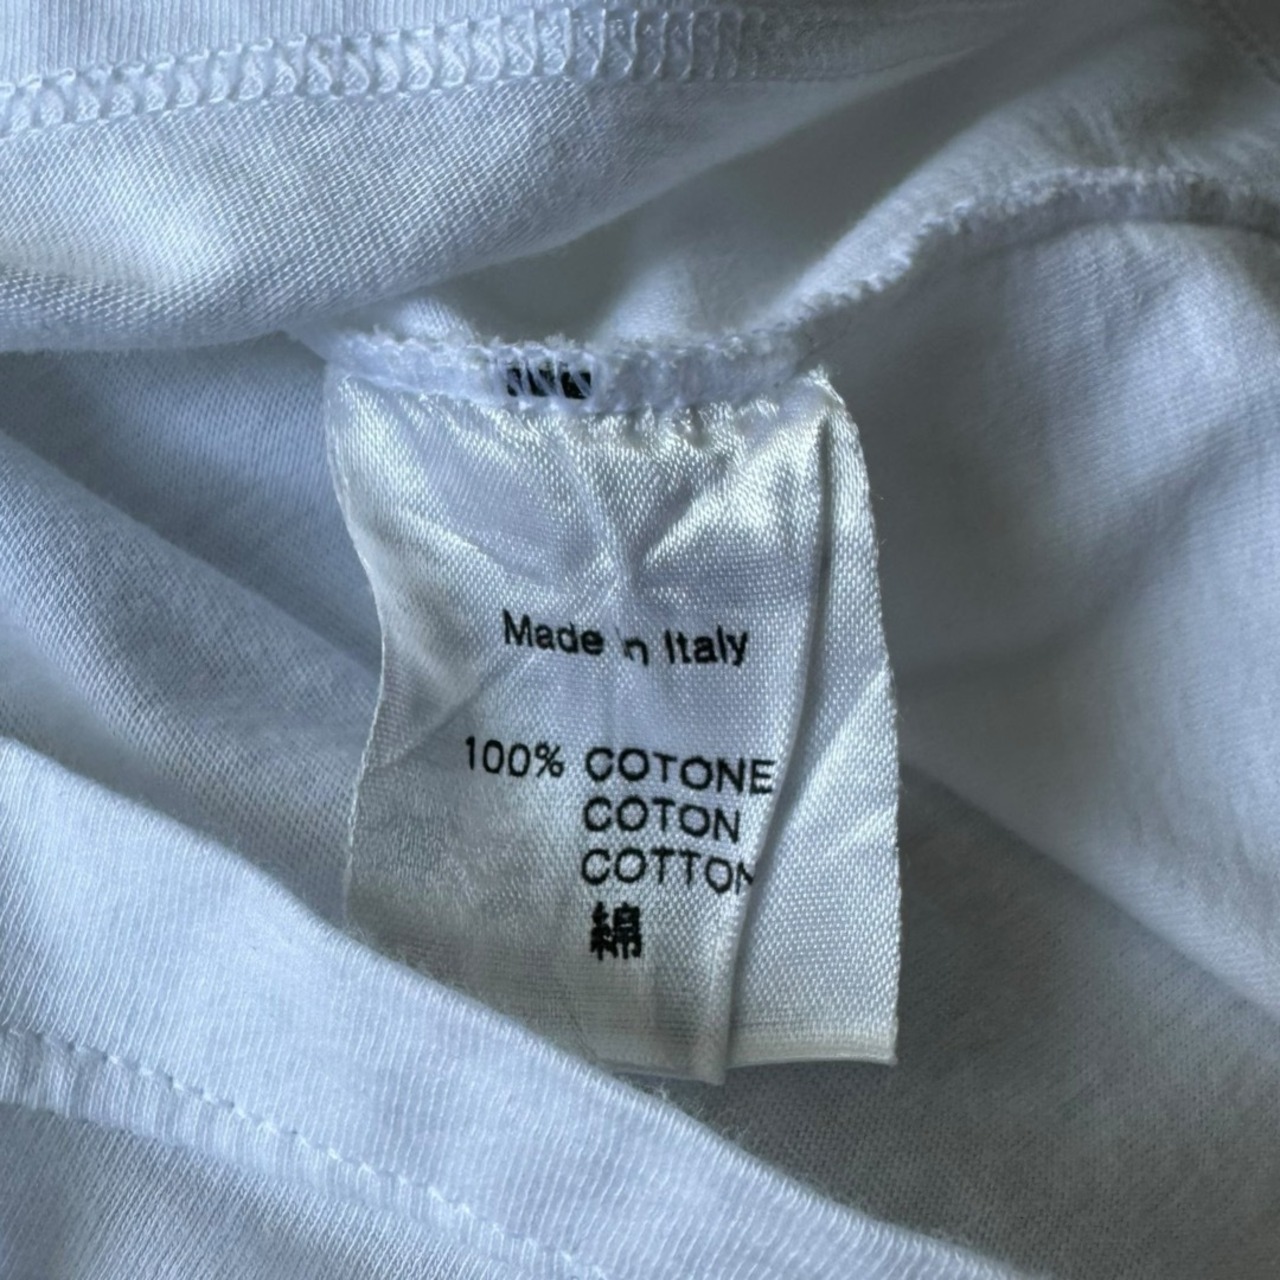 Made in Italy
100% COTONE
COTON
COTTON
綿